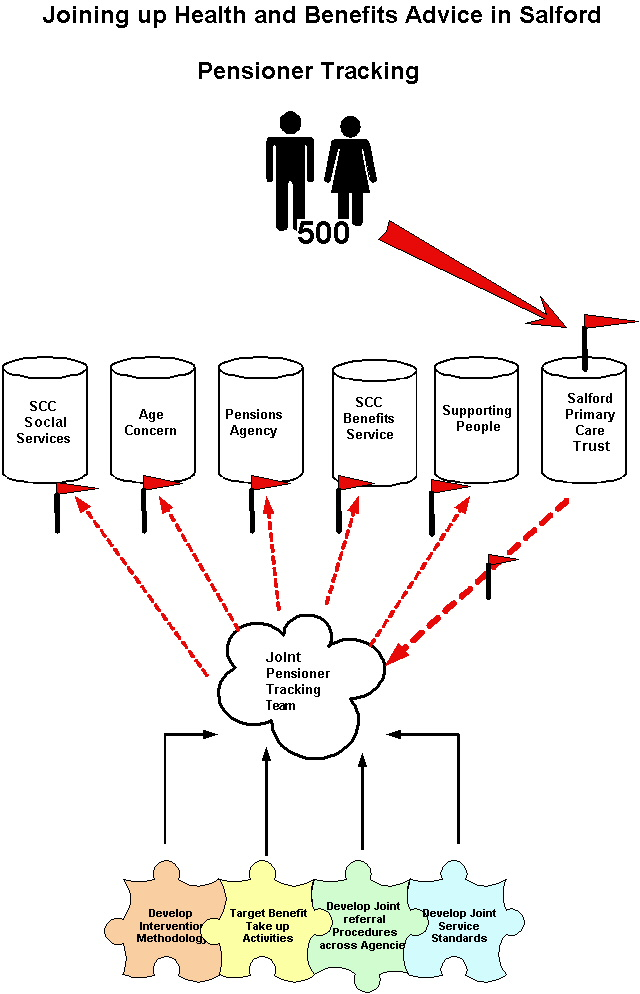 Joining up Health and Benefits Advice in Salford
Pensioner Tracking
500
SCC
Social
Services
Age
Concern
Pensions
Agency
SCC
Benefits
Service
Supporting
People
Salford
Primary
Care
Trust
Joint
Pensioner
Tracking
Team
Develop
Intervention
Methodology
Target Benefit
Take up
Activities
Develop Joint
referral
Procedures
across Agencie
Develop Joint
Service
Standards